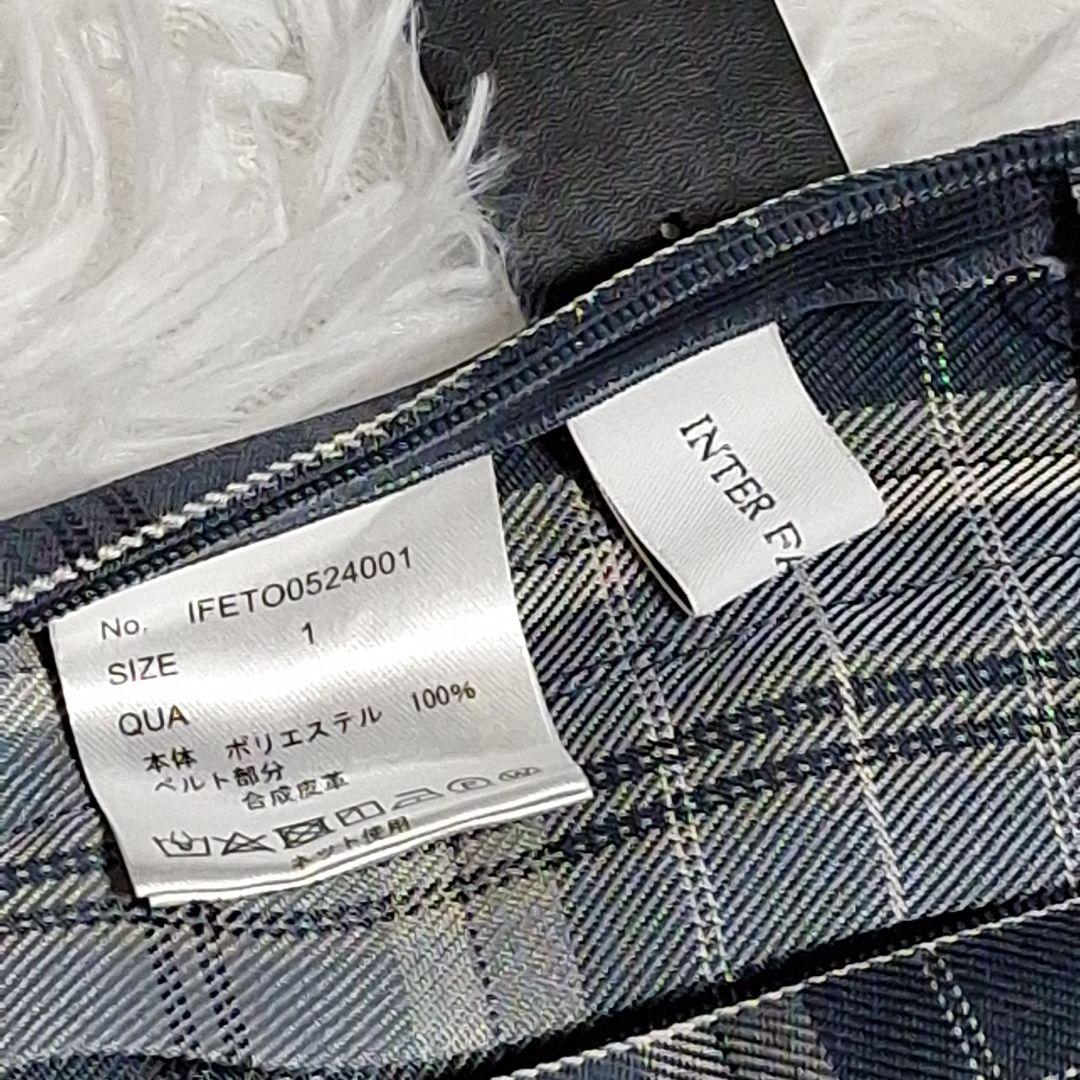 No. IFETO0524001
SIZE 1
QUA
本体 ポリエステル 100%
ベルト部分
合成皮革
ネット使用
INTER FA